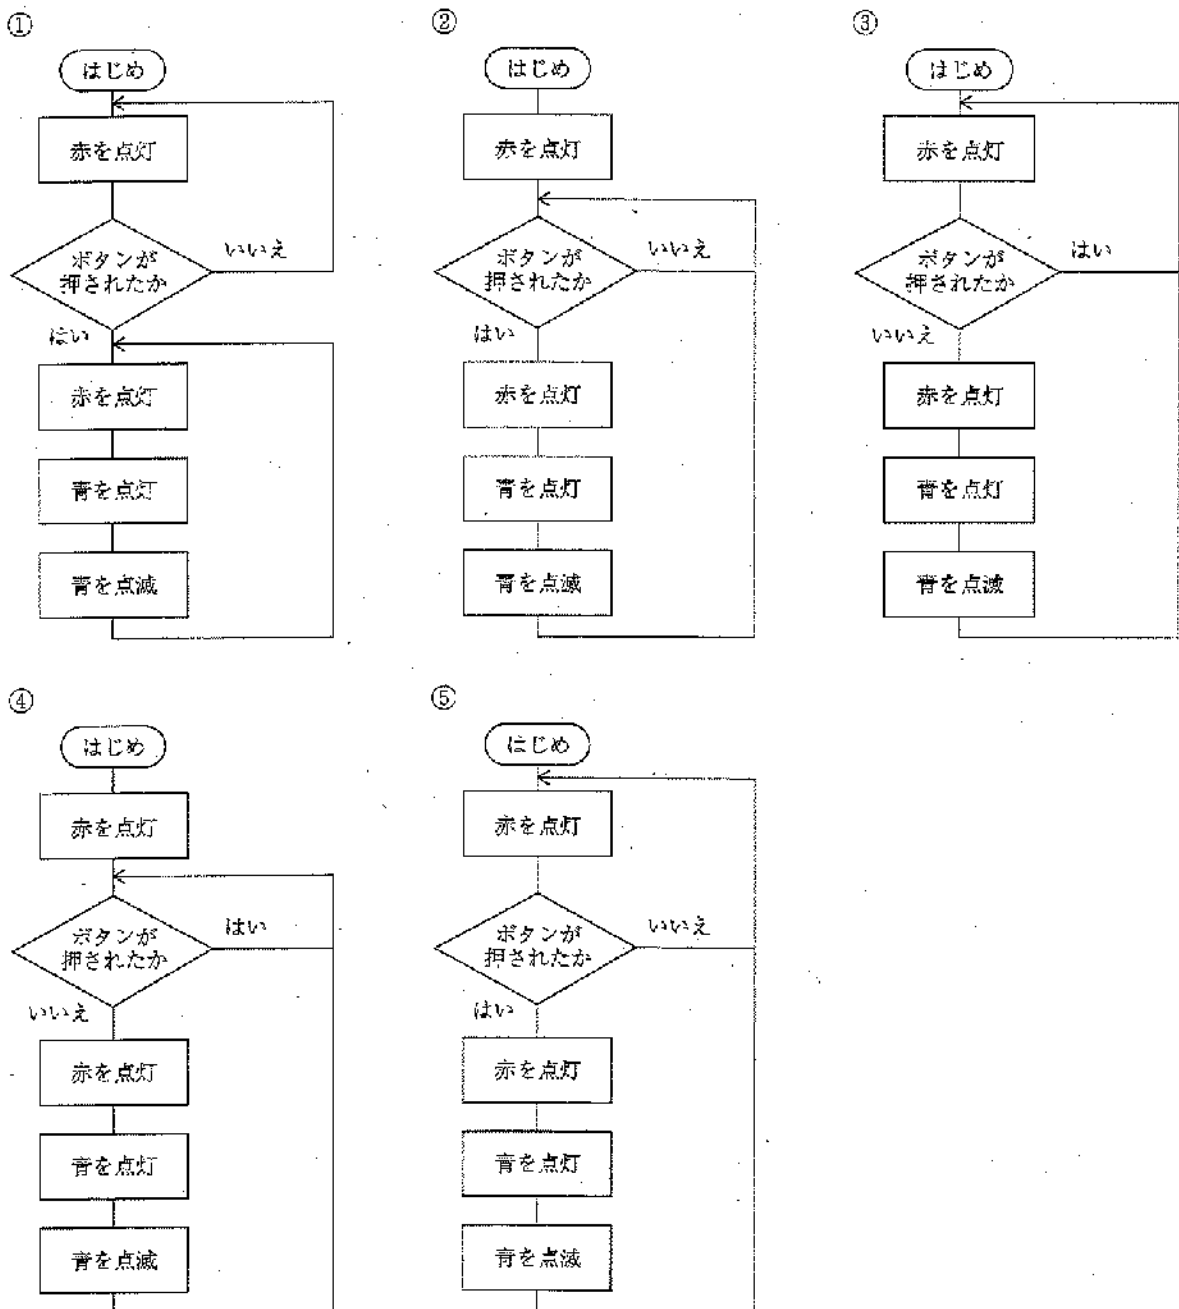 ①
はじめ
赤を点灯
ボタンが
押されたか
いいえ
はい
赤を点灯
青を点灯
青を点滅
②
はじめ
赤を点灯
ボタンが
押されたか
いいえ
はい
赤を点灯
青を点灯
青を点滅
③
はじめ
赤を点灯
ボタンが
押されたか
はい
いいえ
赤を点灯
青を点灯
青を点滅
④
はじめ
赤を点灯
ボタンが
押されたか
はい
いいえ
赤を点灯
青を点灯
青を点滅
⑤
はじめ
赤を点灯
ボタンが
押されたか
いいえ
はい
赤を点灯
青を点灯
青を点滅